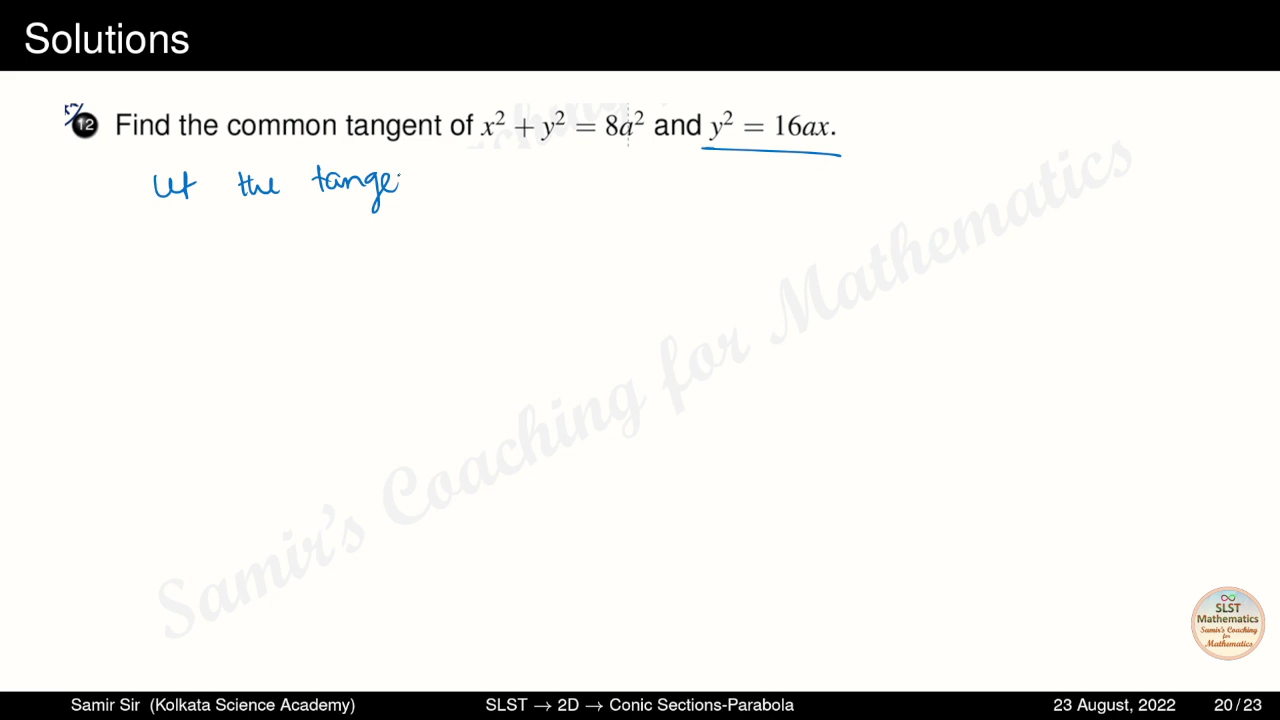 Solutions
12 Find the common tangent of x² + y² = 8a² and y² = 16ax.
Let the tange
Samir's Coaching for Mathematics
SLST
Mathematics
Samir's Coaching
for
Mathematics
Samir Sir (Kolkata Science Academy) SLST → 2D → Conic Sections-Parabola 23 August, 2022 20/23